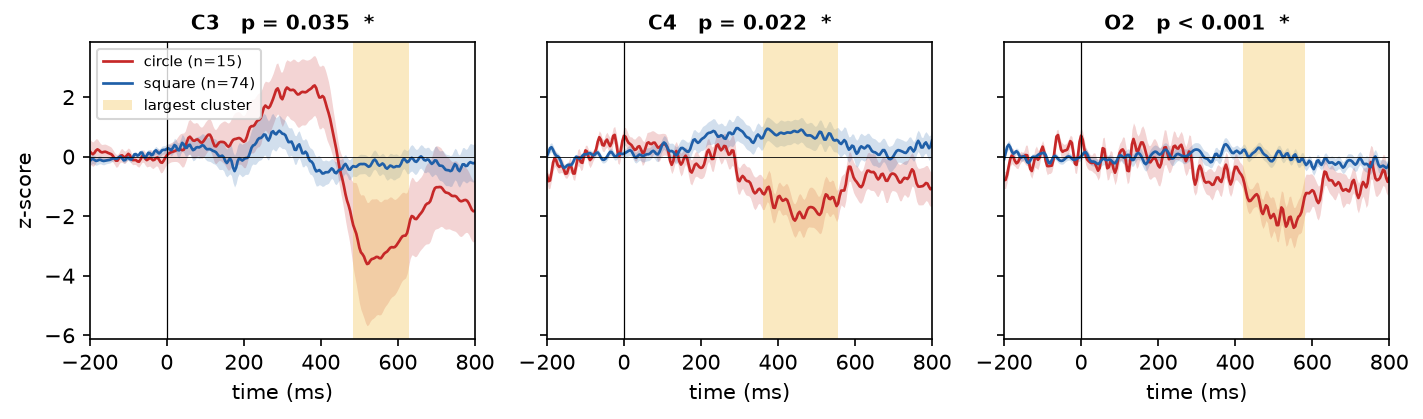 C3 p = 0.035 *
C4 p = 0.022 *
O2 p < 0.001 *
circle (n=15)
square (n=74)
largest cluster
z-score
2
0
−2
−4
−6
−200 0 200 400 600 800
−200 0 200 400 600 800
−200 0 200 400 600 800
time (ms)
time (ms)
time (ms)